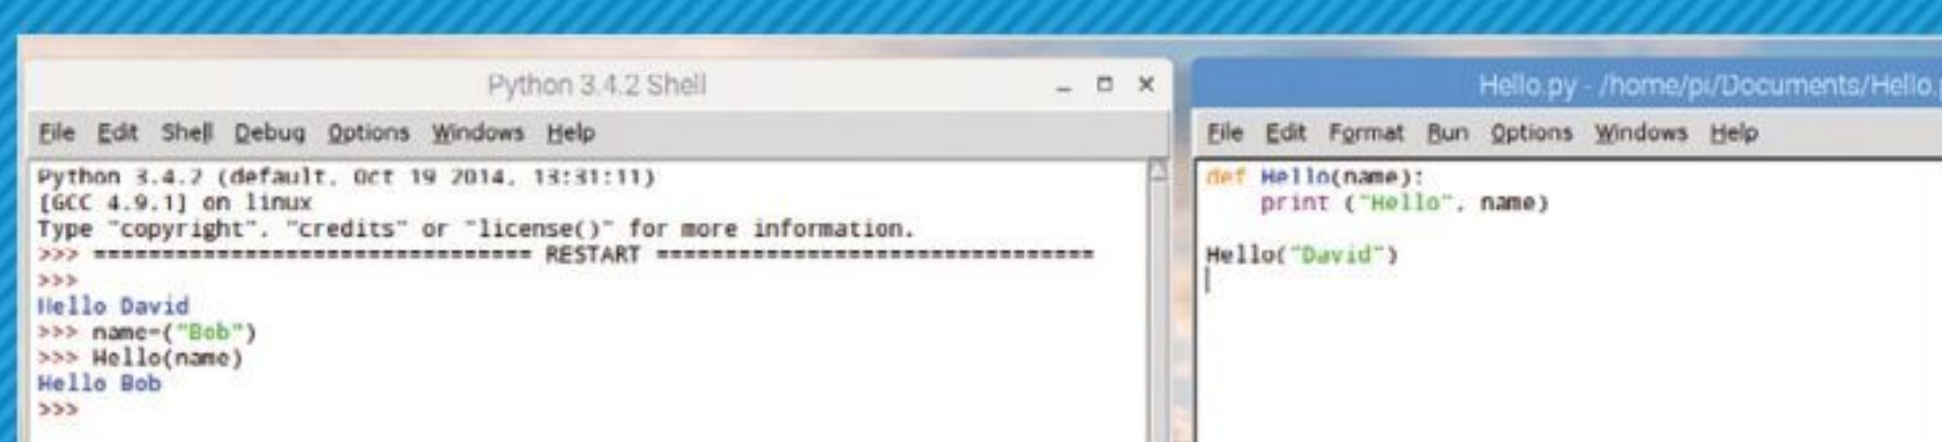 Python 3.4.2 Shell
File Edit Shell Debug Options Windows Help
Python 3.4.2 (default, Oct 19 2014, 13:31:11)
[GCC 4.9.1] on linux
Type "copyright", "credits" or "license()" for more information.
>>> ================================ RESTART ================================
>>>
Hello David
>>> name=("Bob")
>>> Hello(name)
Hello Bob
>>>
Hello.py - /home/pi/Documents/Hello.p
File Edit Format Run Options Windows Help
def Hello(name):
    print ("Hello", name)
Hello("David")